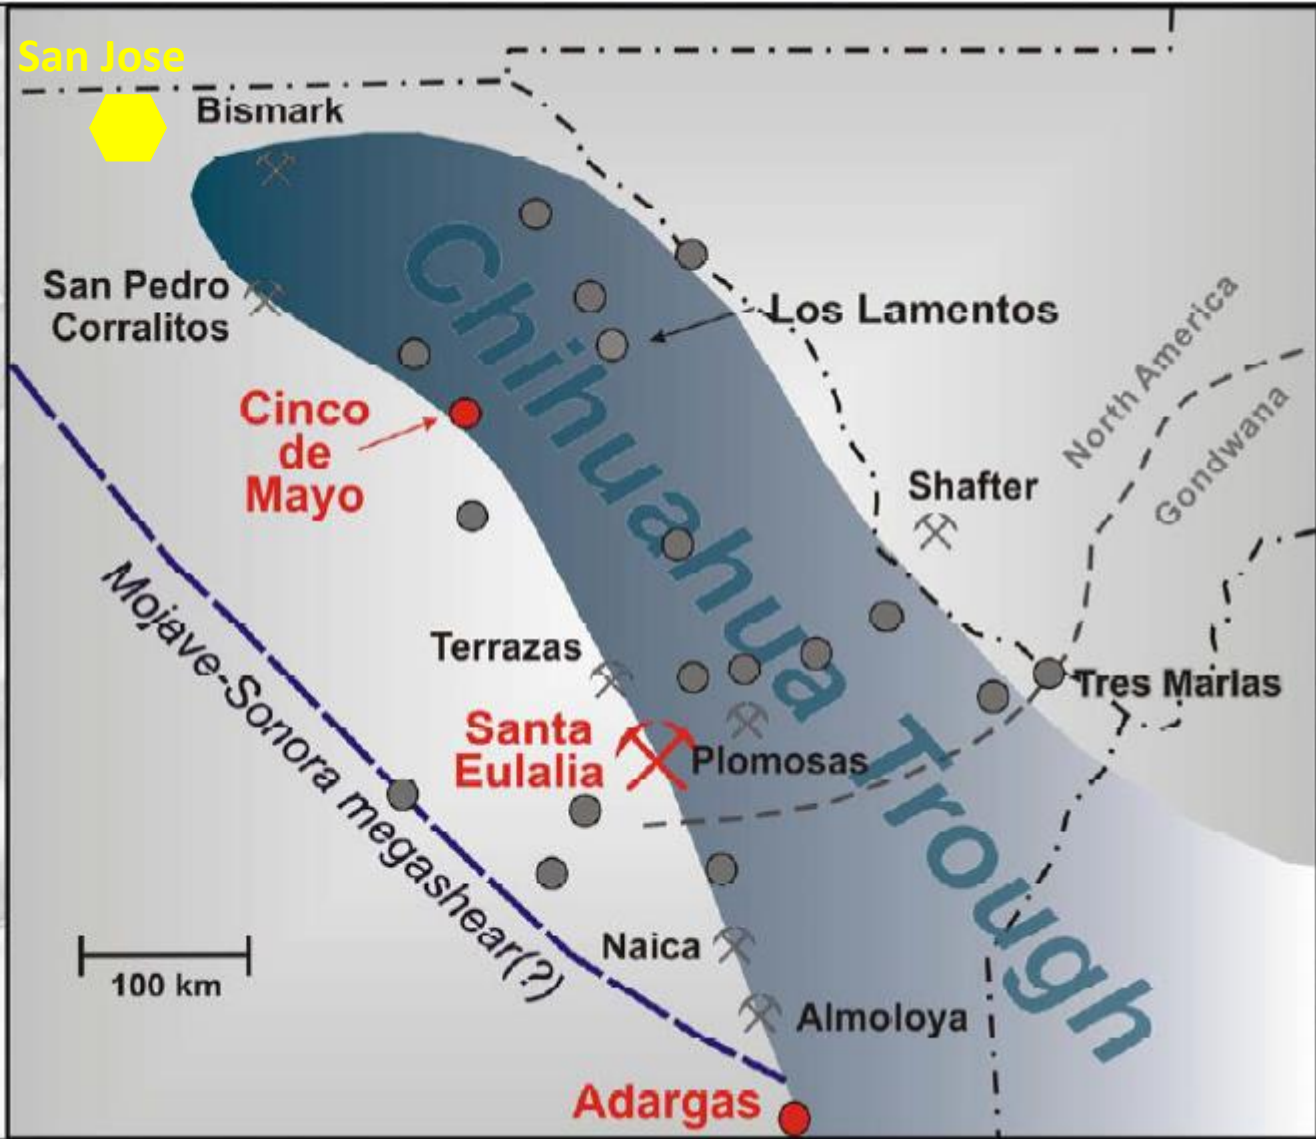 San Jose
Bismark
San Pedro
Corralitos
Los Lamentos
Chihuahua Trough
Cinco
de
Mayo
North America
Gondwana
Shafter
Mojave-Sonora megashear(?)
Terrazas
Tres Marias
Santa
Eulalia
Plomosas
Naica
100 km
Almoloya
Adargas